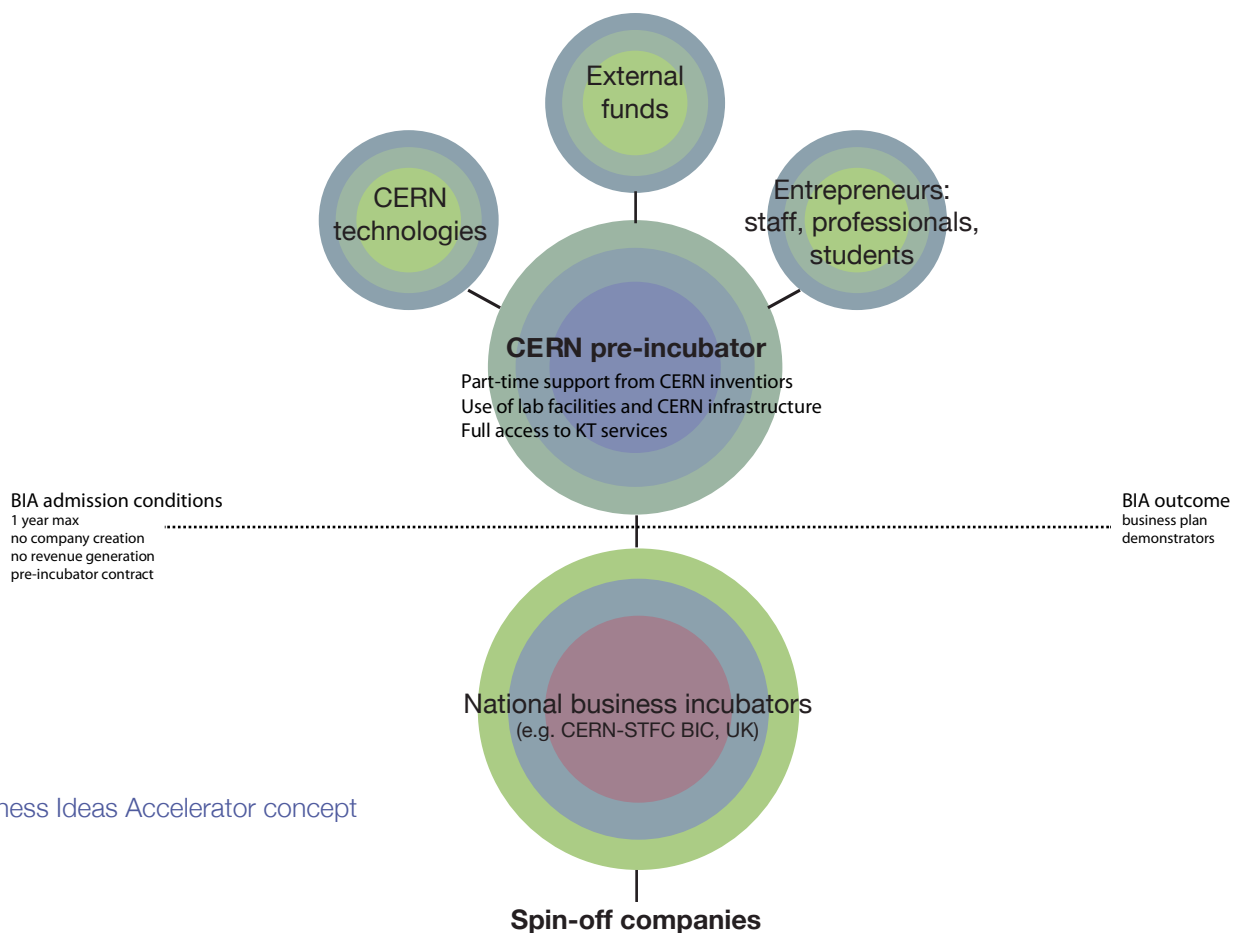 External
funds
CERN
technologies
Entrepreneurs:
staff, professionals,
students
CERN pre-incubator
Part-time support from CERN inventiors
Use of lab facilities and CERN infrastructure
Full access to KT services
BIA admission conditions
1 year max
no company creation
no revenue generation
pre-incubator contract
BIA outcome
business plan
demonstrators
National business incubators
(e.g. CERN-STFC BIC, UK)
ness Ideas Accelerator concept
Spin-off companies